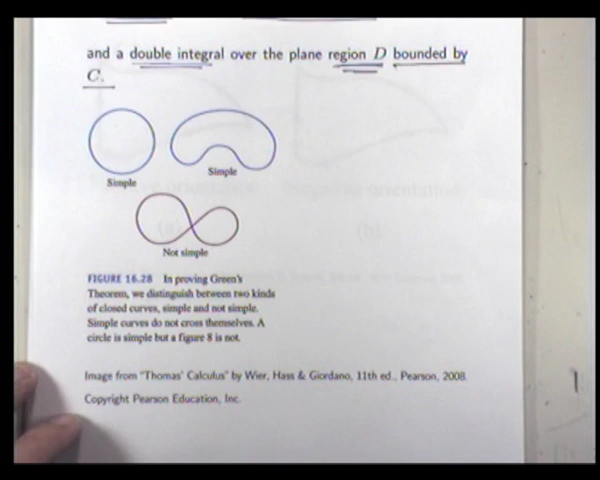 and a double integral over the plane region D bounded by
C.
Simple
Simple
Not simple
FIGURE 16.28 In proving Green's
Theorem, we distinguish between two kinds
of closed curves, simple and not simple.
Simple curves do not cross themselves. A
circle is simple but a figure 8 is not.
Image from "Thomas' Calculus" by Wier, Hass & Giordano, 11th ed., Pearson, 2008.
Copyright Pearson Education, Inc.